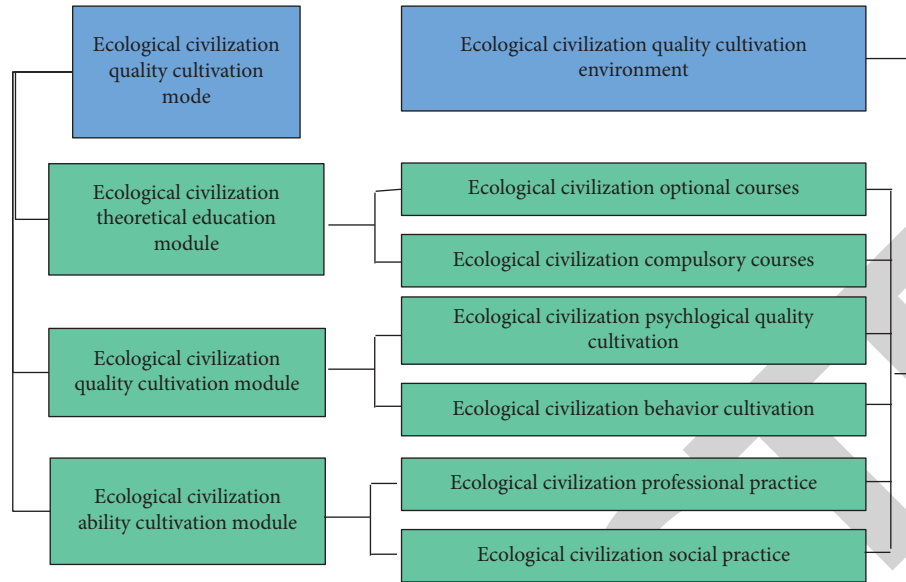 Ecological civilization
quality cultivation
mode
Ecological civilization quality cultivation
environment
Ecological civilization
theoretical education
module
Ecological civilization optional courses
Ecological civilization compulsory courses
Ecological civilization
quality cultivation module
Ecological civilization psychlogical quality
cultivation
Ecological civilization behavior cultivation
Ecological civilization
ability cultivation module
Ecological civilization professional practice
Ecological civilization social practice